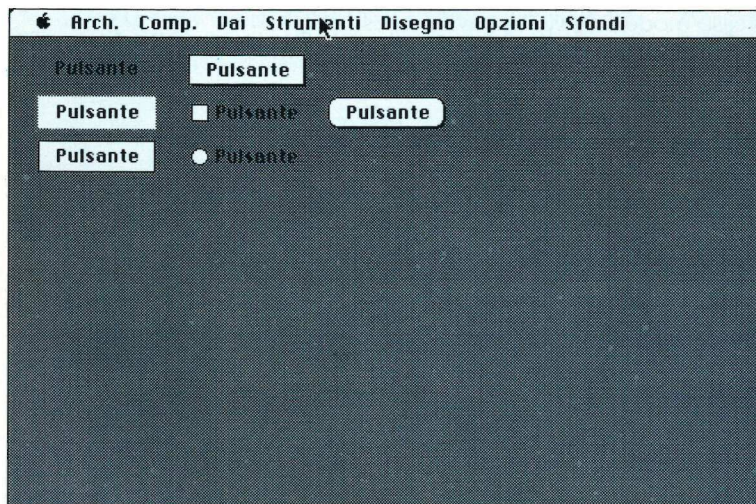 Arch. Comp. Vai Strumenti Disegno Opzioni Sfondi
Pulsante Pulsante
Pulsante Pulsante Pulsante
Pulsante Pulsante